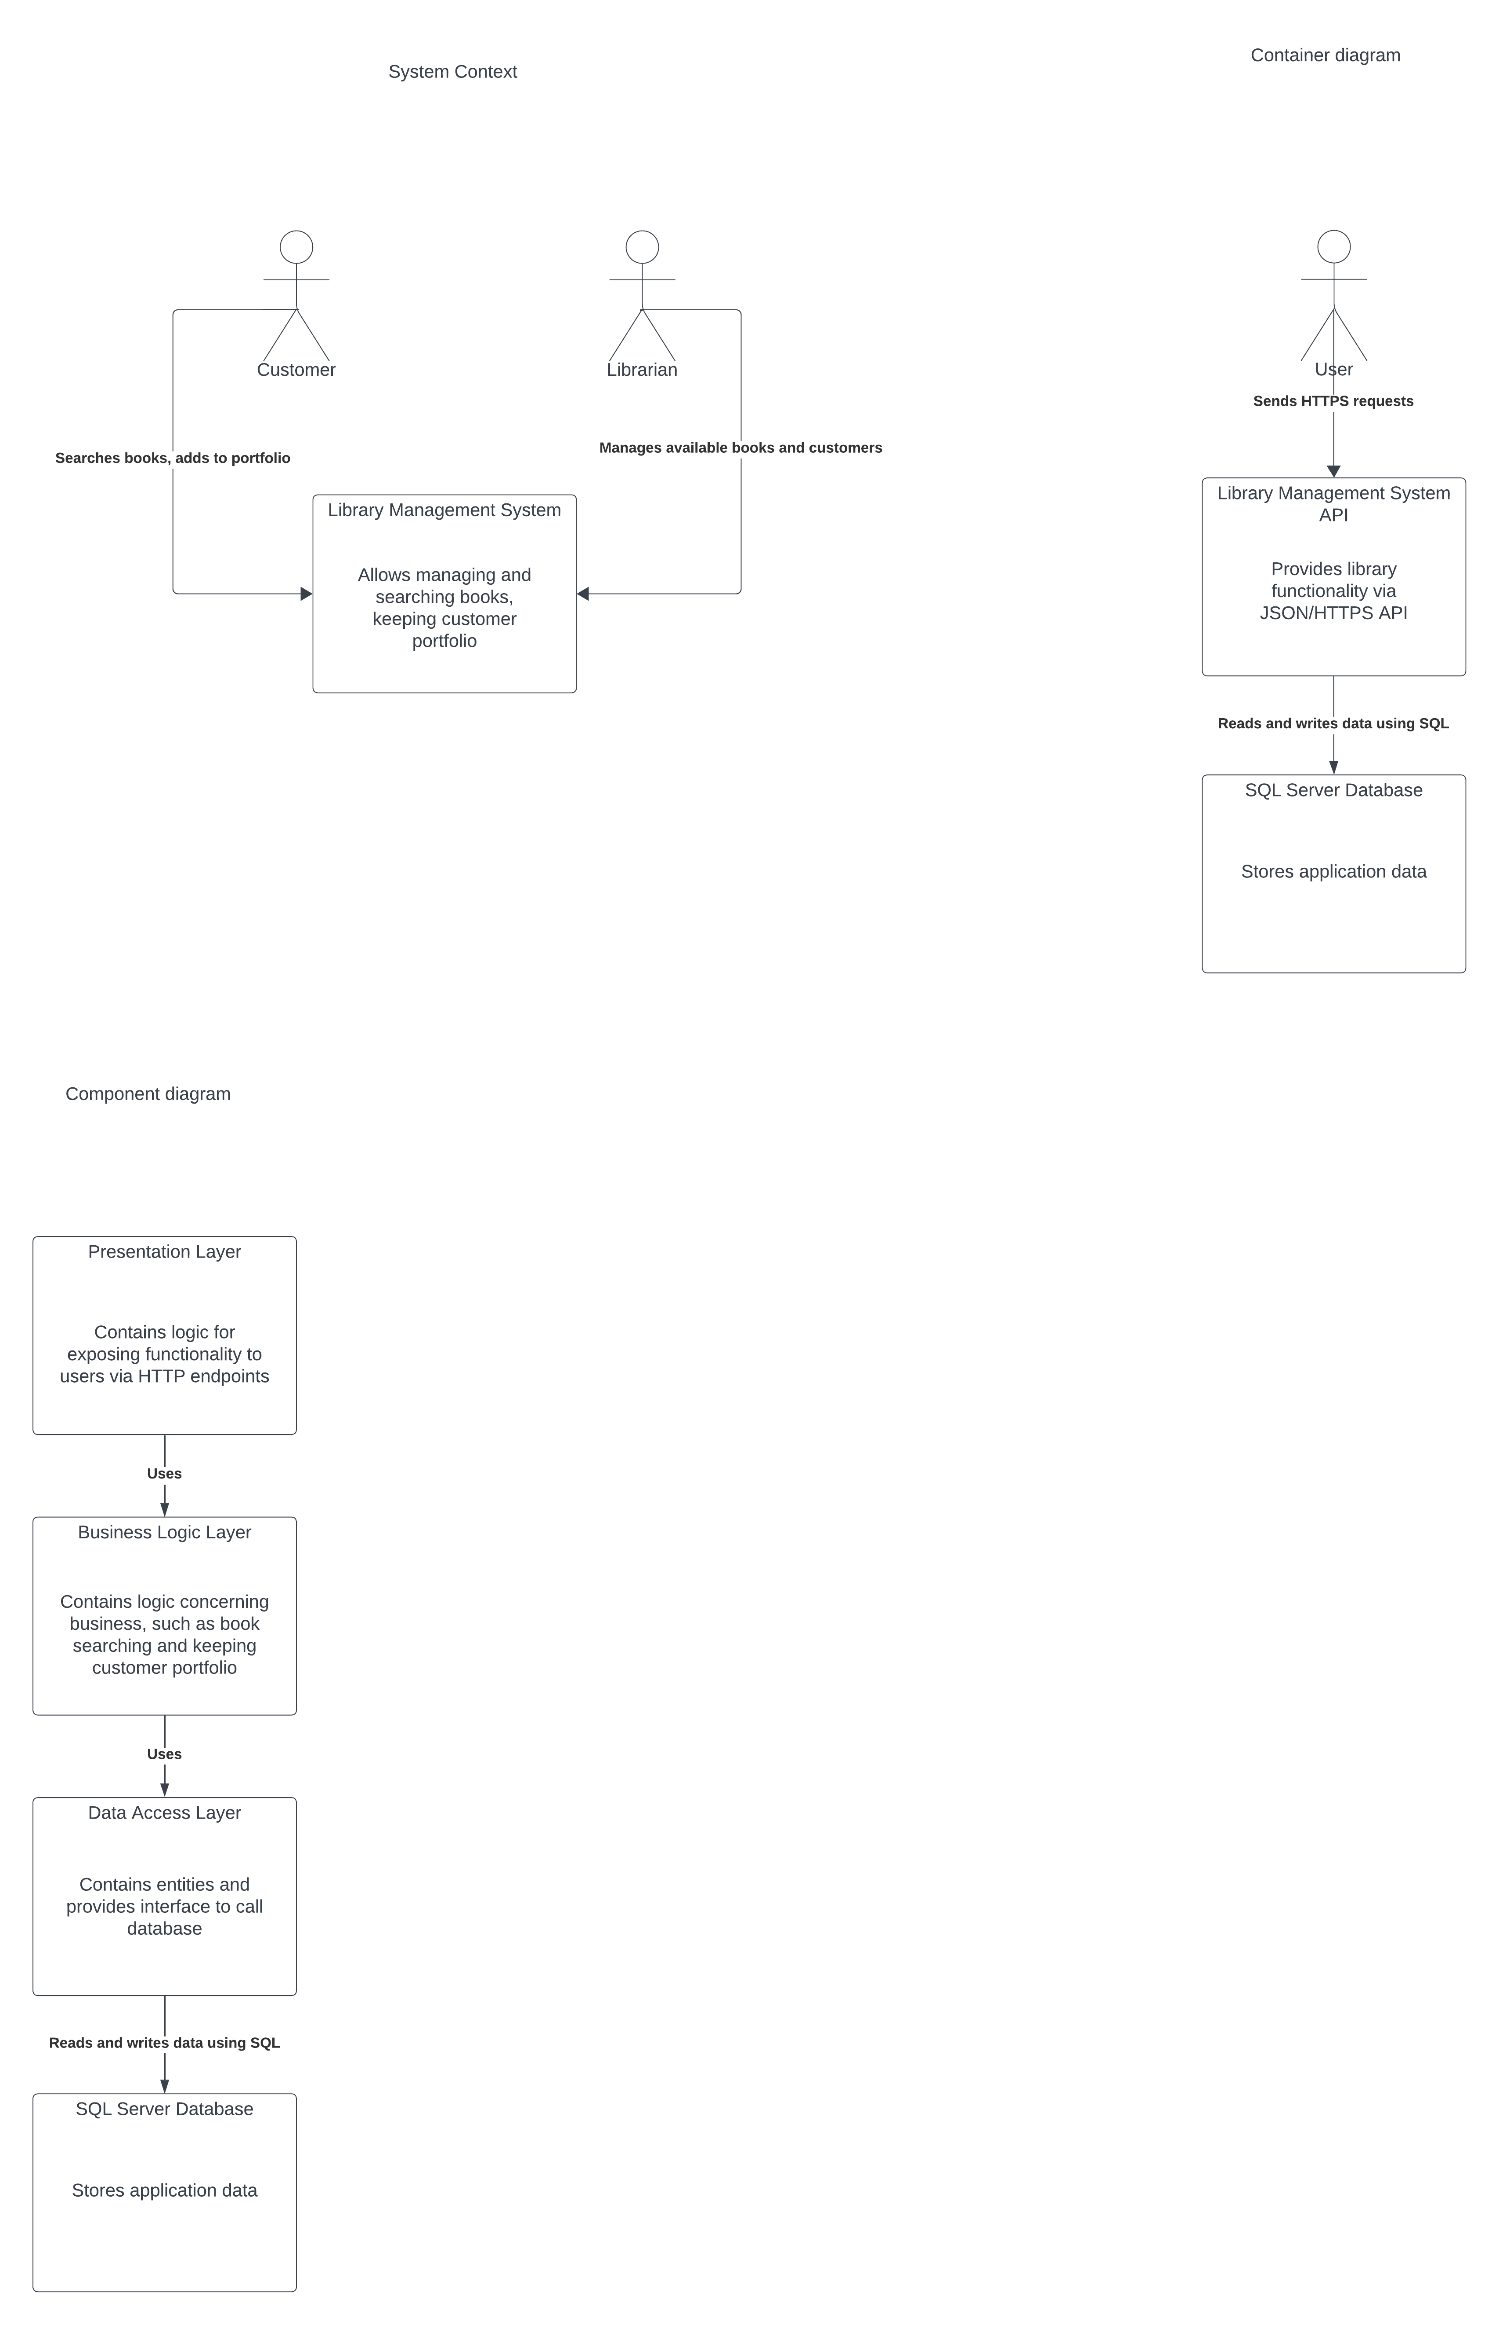 System Context
Customer
Librarian
Searches books, adds to portfolio
Manages available books and customers
Library Management System
Allows managing and
searching books,
keeping customer
portfolio
Container diagram
User
Sends HTTPS requests
Library Management System
API
Provides library
functionality via
JSON/HTTPS API
Reads and writes data using SQL
SQL Server Database
Stores application data
Component diagram
Presentation Layer
Contains logic for
exposing functionality to
users via HTTP endpoints
Uses
Business Logic Layer
Contains logic concerning
business, such as book
searching and keeping
customer portfolio
Uses
Data Access Layer
Contains entities and
provides interface to call
database
Reads and writes data using SQL
SQL Server Database
Stores application data